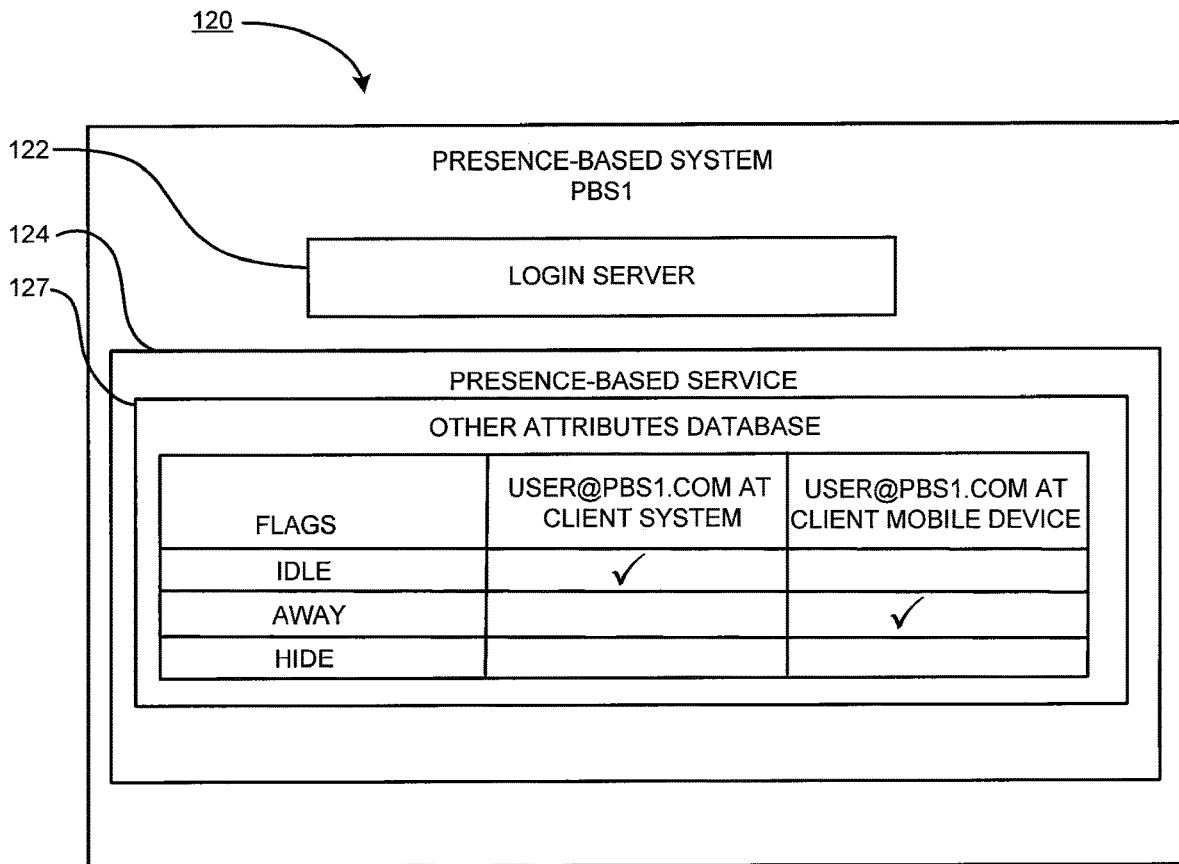 120
122
PRESENCE-BASED SYSTEM
PBS1
124
127
LOGIN SERVER
PRESENCE-BASED SERVICE
OTHER ATTRIBUTES DATABASE
FLAGS
USER@PBS1.COM AT
CLIENT SYSTEM
USER@PBS1.COM AT
CLIENT MOBILE DEVICE
IDLE ✓
AWAY ✓
HIDE